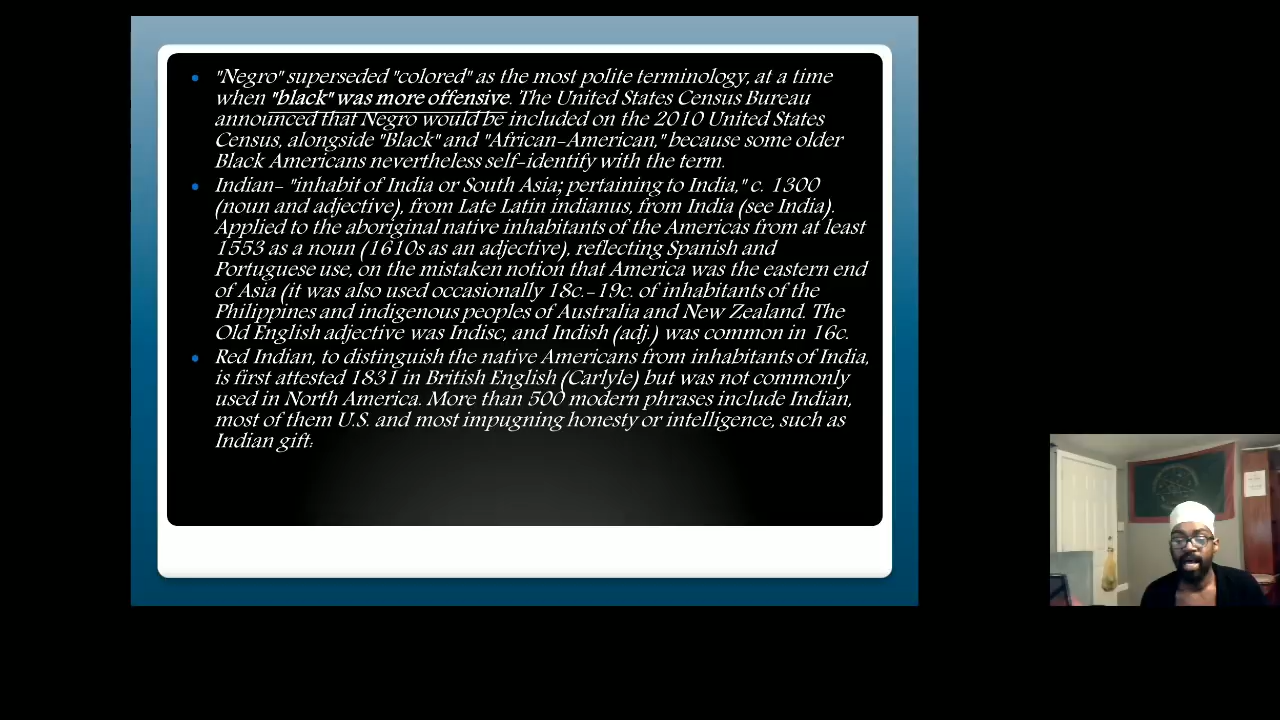 "Negro" superseded "colored" as the most polite terminology, at a time
when "black" was more offensive. The United States Census Bureau
announced that Negro would be included on the 2010 United States
Census, alongside "Black" and "African-American," because some older
Black Americans nevertheless self-identify with the term.
Indian- "inhabit of India or South Asia; pertaining to India," c. 1300
(noun and adjective), from Late Latin indianus, from India (see India).
Applied to the aboriginal native inhabitants of the Americas from at least
1553 as a noun (1610s as an adjective), reflecting Spanish and
Portuguese use, on the mistaken notion that America was the eastern end
of Asia (it was also used occasionally 18c.-19c. of inhabitants of the
Philippines and indigenous peoples of Australia and New Zealand. The
Old English adjective was Indisc, and Indish (adj.) was common in 16c.
Red Indian, to distinguish the native Americans from inhabitants of India,
is first attested 1831 in British English (Carlyle) but was not commonly
used in North America. More than 500 modern phrases include Indian,
most of them U.S. and most impugning honesty or intelligence, such as
Indian gift: